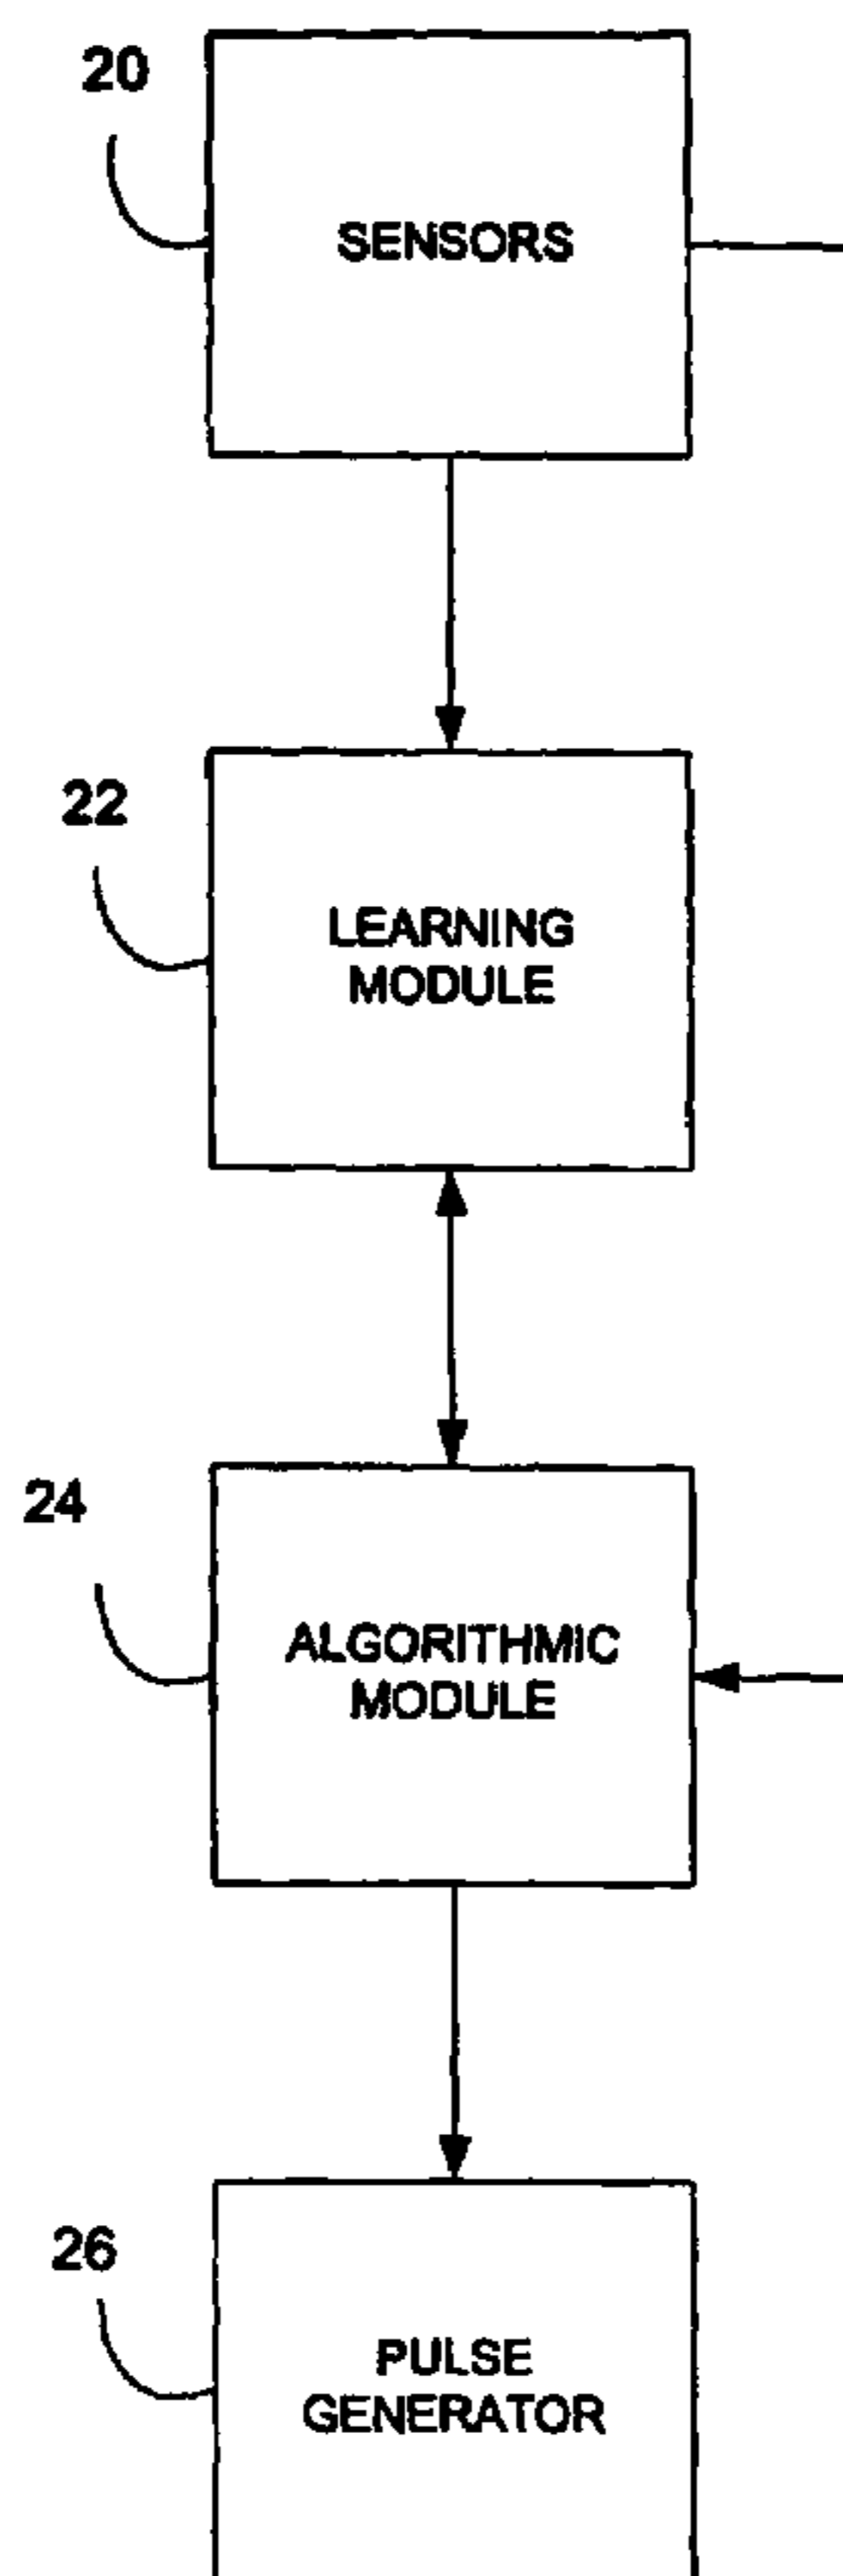 20
SENSORS
22
LEARNING
MODULE
24
ALGORITHMIC
MODULE
26
PULSE
GENERATOR